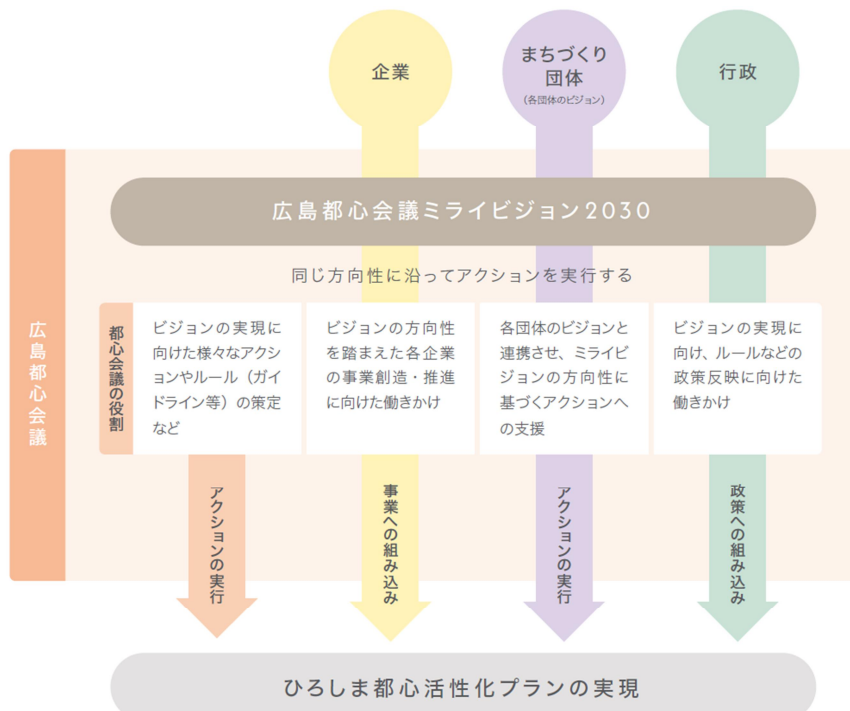 企業
まちづくり
団体
(各団体のビジョン)
行政
広島都心会議ミライビジョン2030
同じ方向性に沿ってアクションを実行する
広島都心会議
都心会議の役割
ビジョンの実現に
向けた様々なアクシ
ョンやルール（ガイ
ドライン等）の策定
など
ビジョンの方向性
を踏まえた各企業
の事業創造・推進
に向けた働きかけ
各団体のビジョンと
連携させ、ミライビ
ジョンの方向性に
基づくアクションへ
の支援
ビジョンの実現に
向け、ルールなどの
政策反映に向けた
働きかけ
アクションの実行
事業への組み込み
アクションの実行
政策への組み込み
ひろしま都心活性化プランの実現